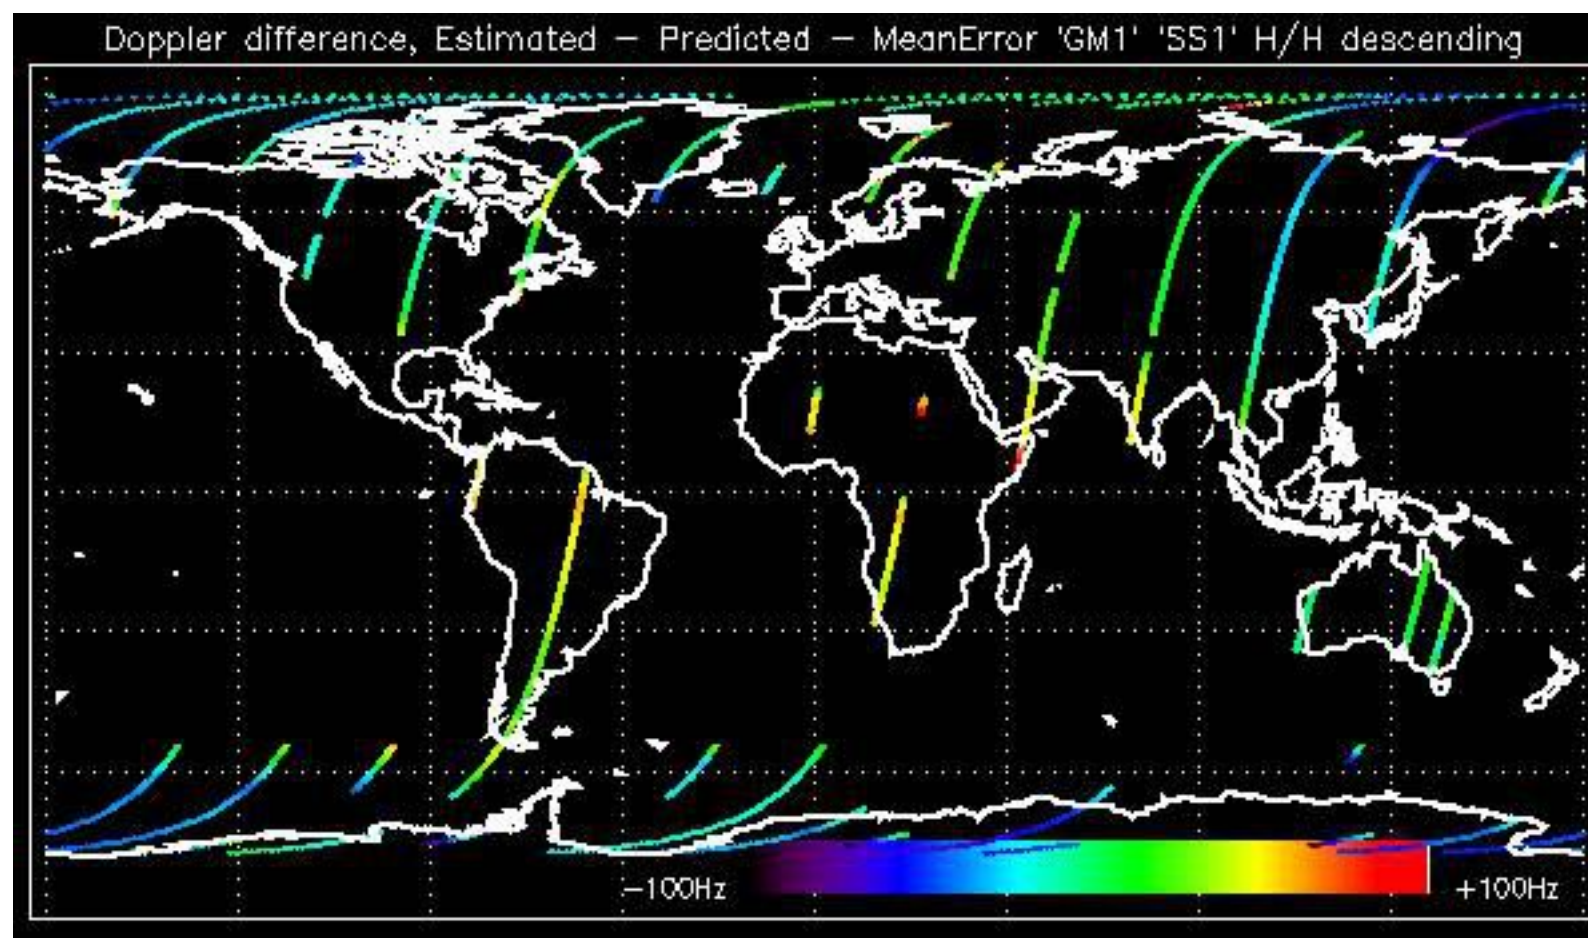 Doppler difference, Estimated – Predicted – MeanError 'GM1' 'SS1' H/H descending
–100Hz
+100Hz